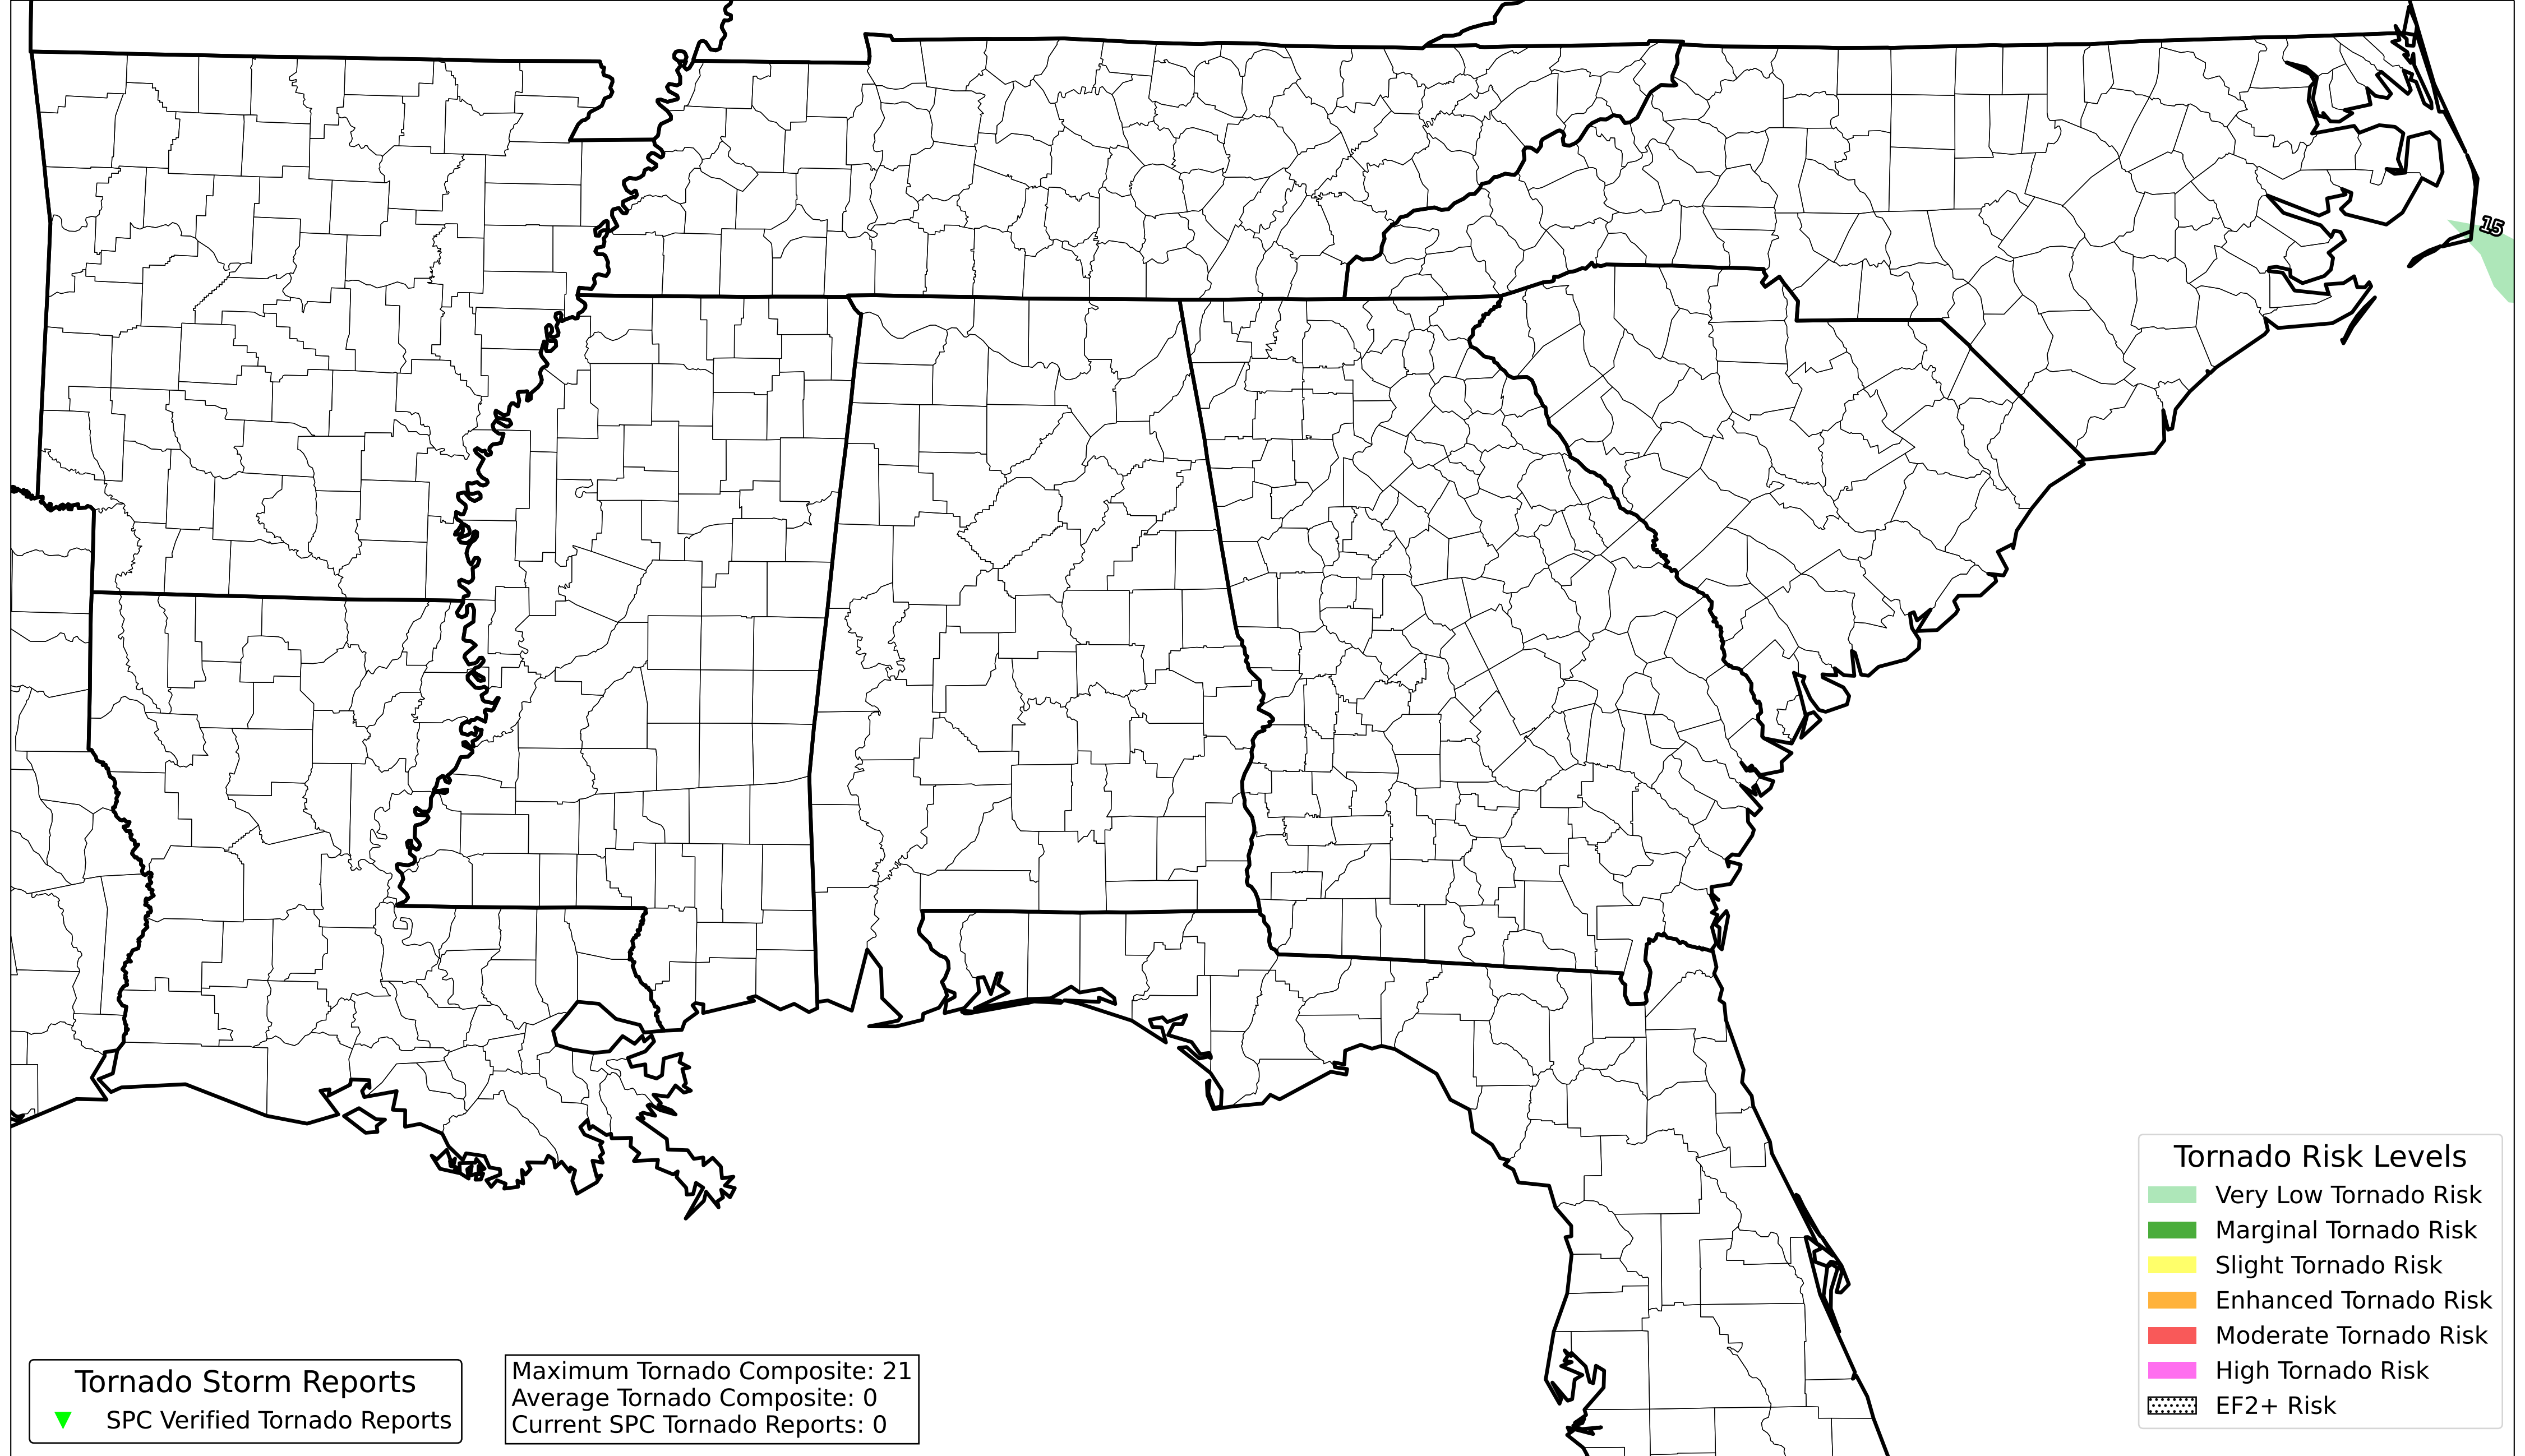 15
Tornado Risk Levels
Very Low Tornado Risk
Marginal Tornado Risk
Slight Tornado Risk
Enhanced Tornado Risk
Moderate Tornado Risk
High Tornado Risk
EF2+ Risk
Tornado Storm Reports
SPC Verified Tornado Reports
Maximum Tornado Composite: 21
Average Tornado Composite: 0
Current SPC Tornado Reports: 0